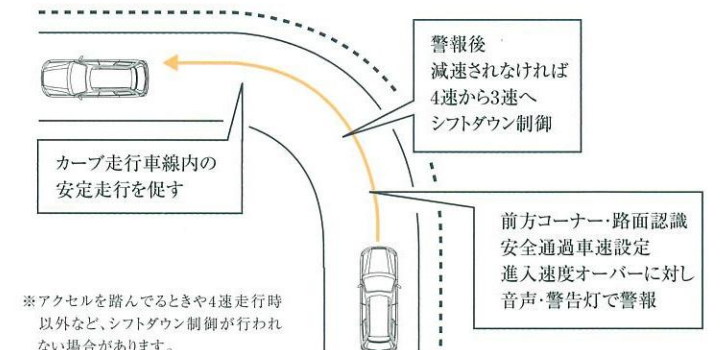 警報後
減速されなければ
4速から3速へ
シフトダウン制御
カーブ走行車線内の
安定走行を促す
前方コーナー・路面認識
安全通過車速設定
進入速度オーバーに対し
音声・警告灯で警報
※アクセルを踏んでるときや4速走行時
以外など、シフトダウン制御が行われ
ない場合があります。